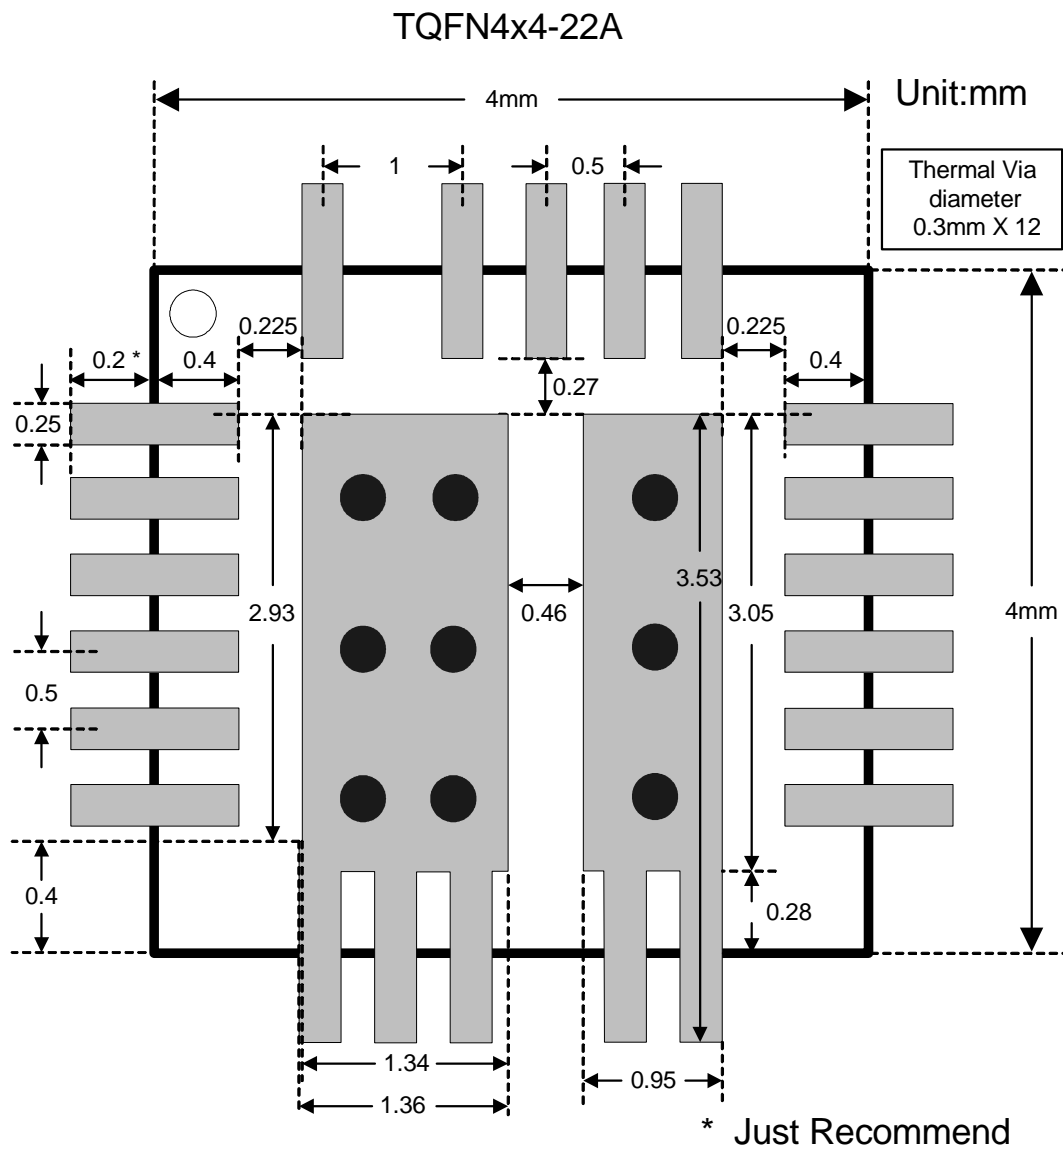 TQFN4x4-22A
4mm
Unit:mm
1
0.5
Thermal Via
diameter
0.3mm X 12
0.225
0.225
0.2 *
0.4
0.27
0.4
0.25
3.53
2.93
0.46
3.05
4mm
0.5
0.4
0.28
1.34
0.95
1.36
* Just Recommend